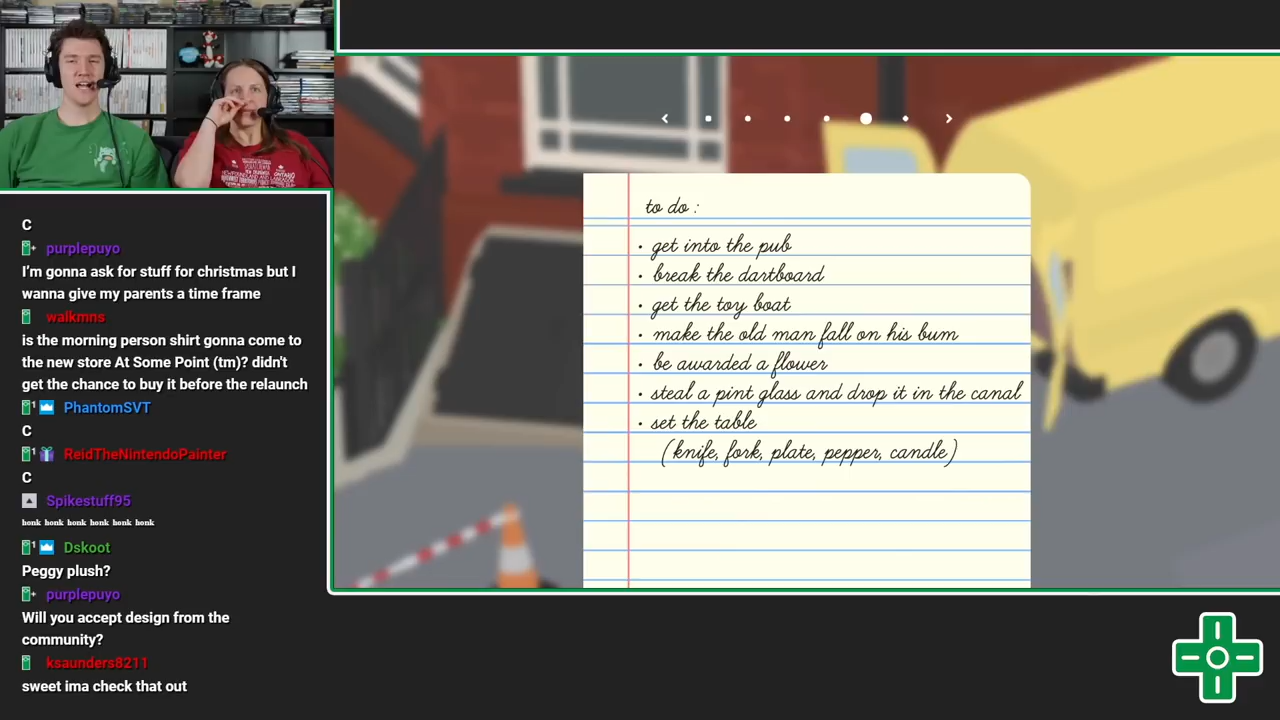 C
purplepuyo
I'm gonna ask for stuff for christmas but I
wanna give my parents a time frame
walkmns
is the morning person shirt gonna come to
the new store At Some Point (tm)? didn't
get the chance to buy it before the relaunch
PhantomSVT
C
ReidTheNintendoPainter
C
Spikestuff95
honk honk honk honk honk honk
Dskoot
Peggy plush?
purplepuyo
Will you accept design from the
community?
ksaunders8211
sweet ima check that out
to do :
• get into the pub
• break the dartboard
• get the toy boat
• make the old man fall on his bum
• be awarded a flower
• steal a pint glass and drop it in the canal
• set the table
(knife, fork, plate, pepper, candle)